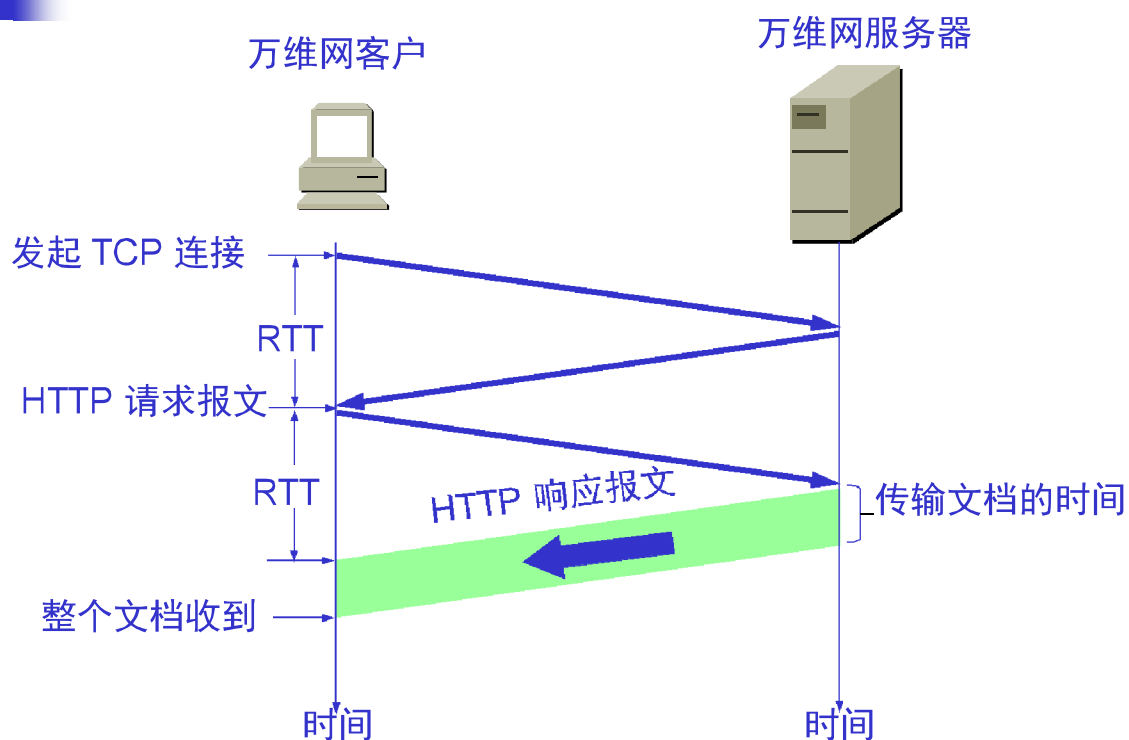 万维网客户
万维网服务器
发起 TCP 连接
RTT
HTTP 请求报文
RTT
HTTP 响应报文
传输文档的时间
整个文档收到
时间
时间